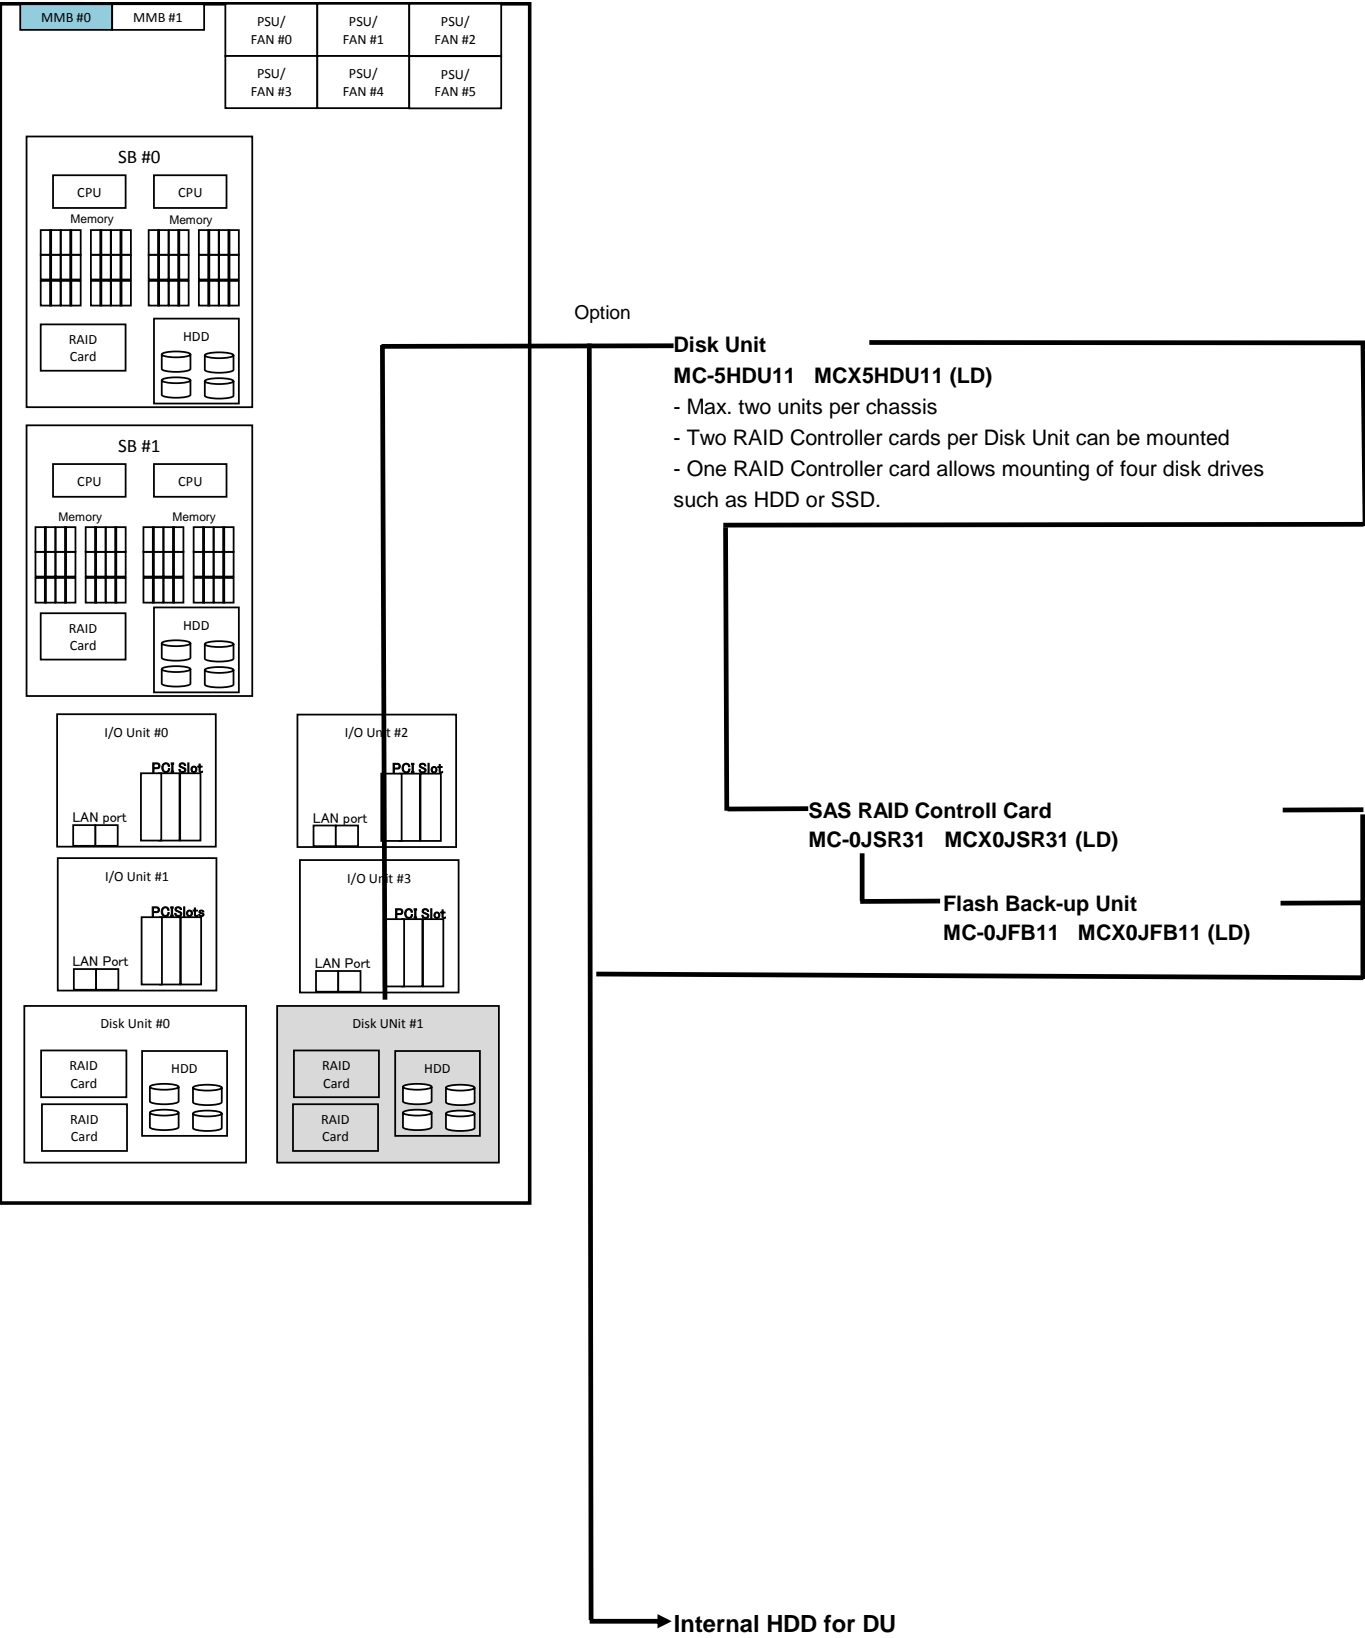 MMB #0
MMB #1
PSU/
FAN #0
PSU/
FAN #1
PSU/
FAN #2
PSU/
FAN #3
PSU/
FAN #4
PSU/
FAN #5
SB #0
CPU
CPU
Memory
Memory
RAID
Card
HDD
SB #1
CPU
CPU
Memory
Memory
RAID
Card
HDD
I/O Unit #0
PCI Slot
LAN port
I/O Unit #2
PCI Slot
LAN port
I/O Unit #1
PCISlots
LAN Port
I/O Unit #3
PCI Slot
LAN Port
Disk Unit #0
RAID
Card
RAID
Card
HDD
Disk UNit #1
RAID
Card
RAID
Card
HDD
Option
Disk Unit
MC-5HDU11 MCX5HDU11 (LD)
- Max. two units per chassis
- Two RAID Controller cards per Disk Unit can be mounted
- One RAID Controller card allows mounting of four disk drives
such as HDD or SSD.
SAS RAID Controll Card
MC-0JSR31 MCX0JSR31 (LD)
Flash Back-up Unit
MC-0JFB11 MCX0JFB11 (LD)
Internal HDD for DU